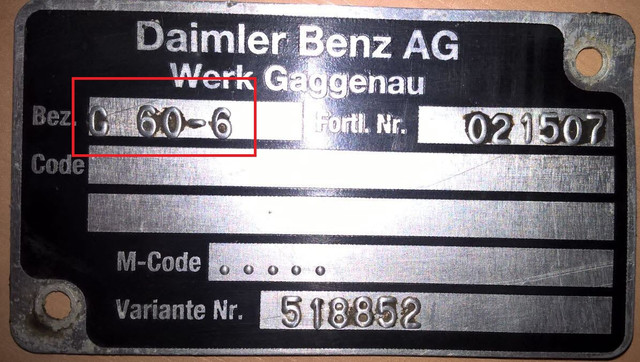 Daimler Benz AG
Werk Gaggenau
Bez. G 60-6 Fortl. Nr. 021507
Code
M-Code .....
Variante Nr. 518852